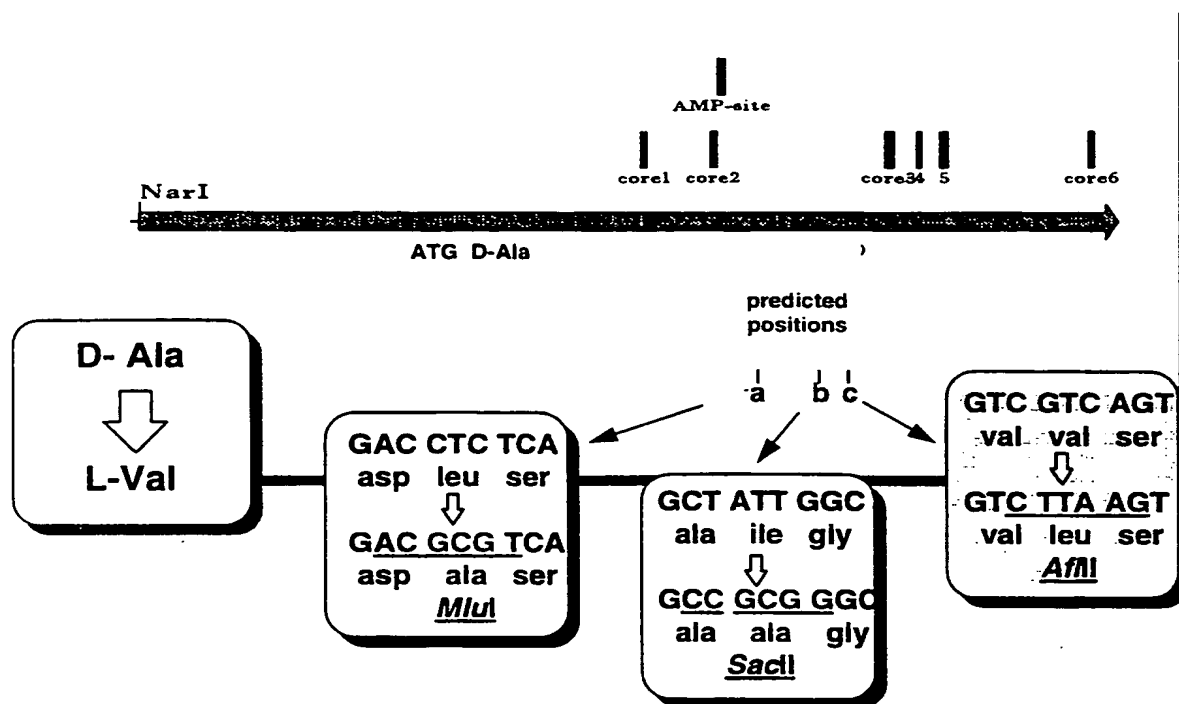 AMP-site
core1 core2 core34 5 core6
NarI
ATG D-Ala
predicted
positions
a b c
D- Ala
L-Val
GAC CTC TCA
asp leu ser
GAC GCG TCA
asp ala ser
MluI
GCT ATT GGC
ala ile gly
GCC GCG GGC
ala ala gly
SacII
GTC GTC AGT
val val ser
GTC TTA AGT
val leu ser
AflII